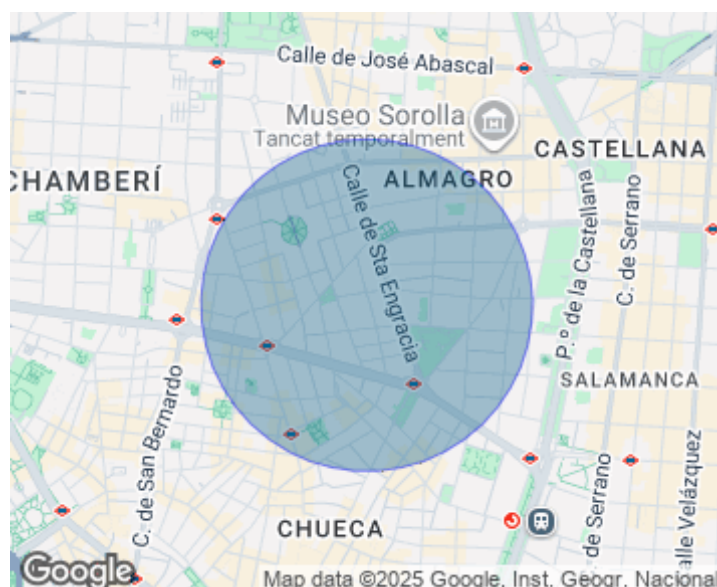 Calle de José Abascal
Museo Sorolla
Tancat temporalment
CASTELLANA
CHAMBERÍ
ALMAGRO
Calle de Sta Engracia
P.º de la Castellana
C. de Serrano
SALAMANCA
C. de San Bernardo
CHUECA
de Serrano
alle Velázquez
Google
Map data ©2025 Google, Inst. Geogr. Nacional